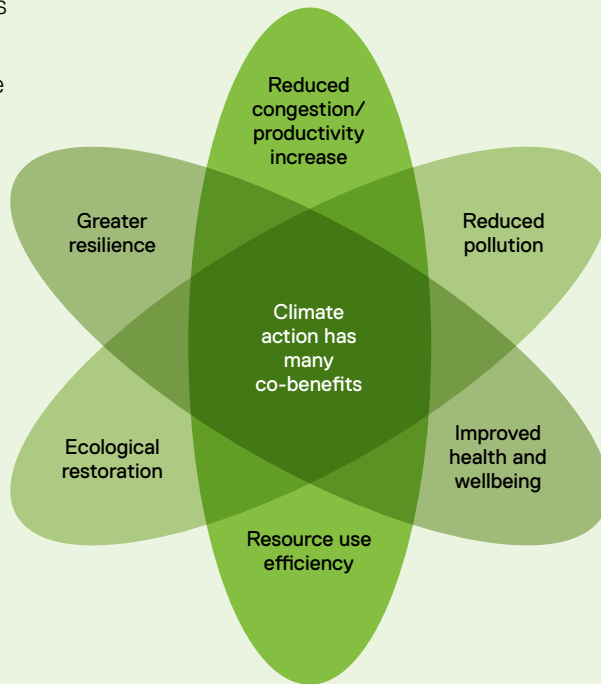 s
e
Reduced
congestion/
productivity
increase
Greater
resilience
Reduced
pollution
Climate
action has
many
co-benefits
Ecological
restoration
Improved
health and
wellbeing
Resource use
efficiency